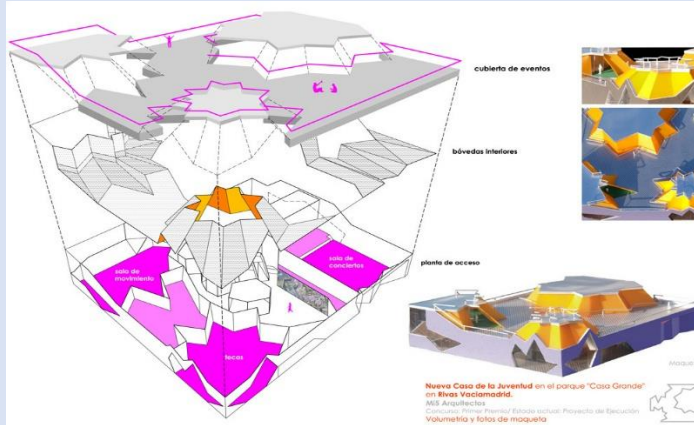 cubierta de eventos
bóvedas interiores
planta de acceso
sala de
movimiento
sala de
conciertos
tecas
Maque
Nueva Casa de la Juventud en el parque "Casa Grande"
en Rivas Vaciamadrid.
MiS Arquitectos
Concurso: Primer Premio/ Estado actual: Proyecto de Ejecución
Volumetría y fotos de maqueta